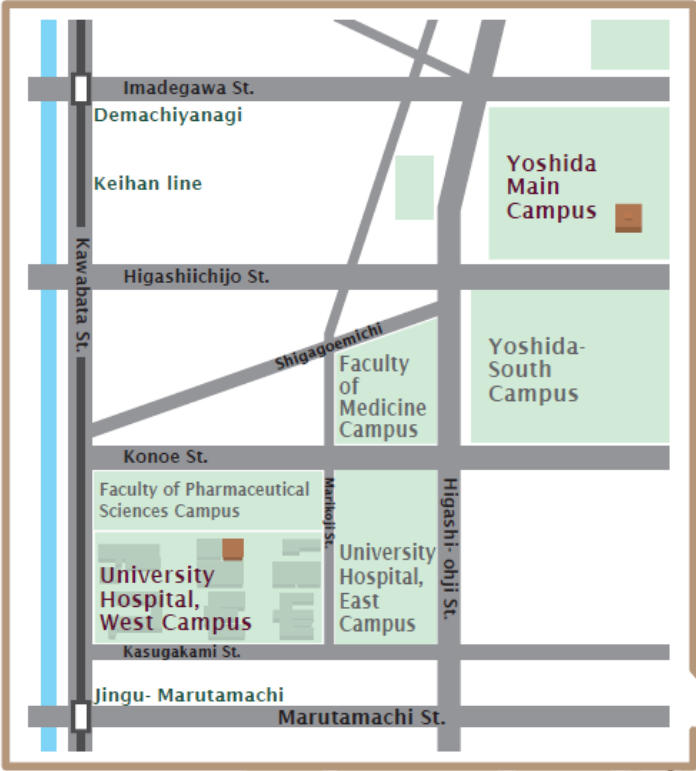 Imadegawa St.
Demachiyanagi
Yoshida
Main
Campus
Keihan line
Kawabata St.
Higashiichijo St.
Shigagoemichi
Yoshida-
South
Campus
Faculty
of
Medicine
Campus
Konoe St.
Faculty of Pharmaceutical
Sciences Campus
Marikoji St.
Higashi- ohji St.
University
Hospital,
East
Campus
University
Hospital,
West Campus
Kasugakami St.
Jingu- Marutamachi
Marutamachi St.